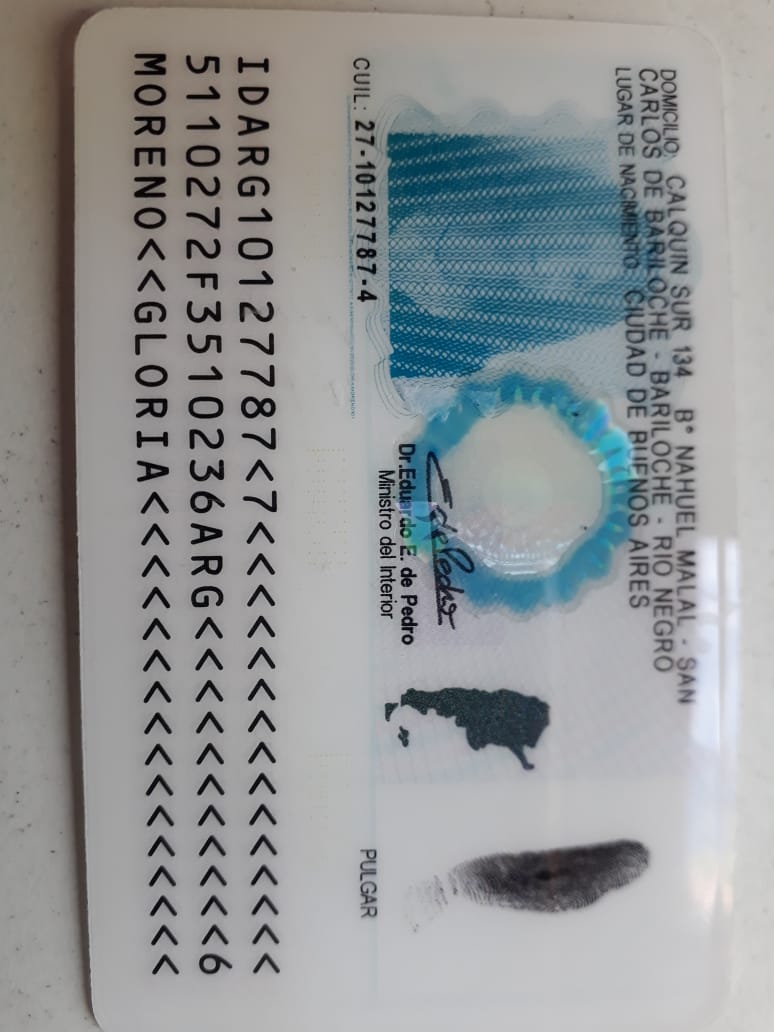 DOMICILIO: CALQUIN SUR 134 B° NAHUEL MALAL - SAN
CARLOS DE BARILOCHE - BARILOCHE - RIO NEGRO
LUGAR DE NACIMIENTO: CIUDAD DE BUENOS AIRES
Dr.Eduardo E. de Pedro
Ministro del Interior
CUIL: 27-10127787-4
PULGAR
IDARG10127787<7<<<<<<<<<<<<<<<
5110272F3510236ARG<<<<<<<<<<<6
MORENO<<GLORIA<<<<<<<<<<<<<<<<